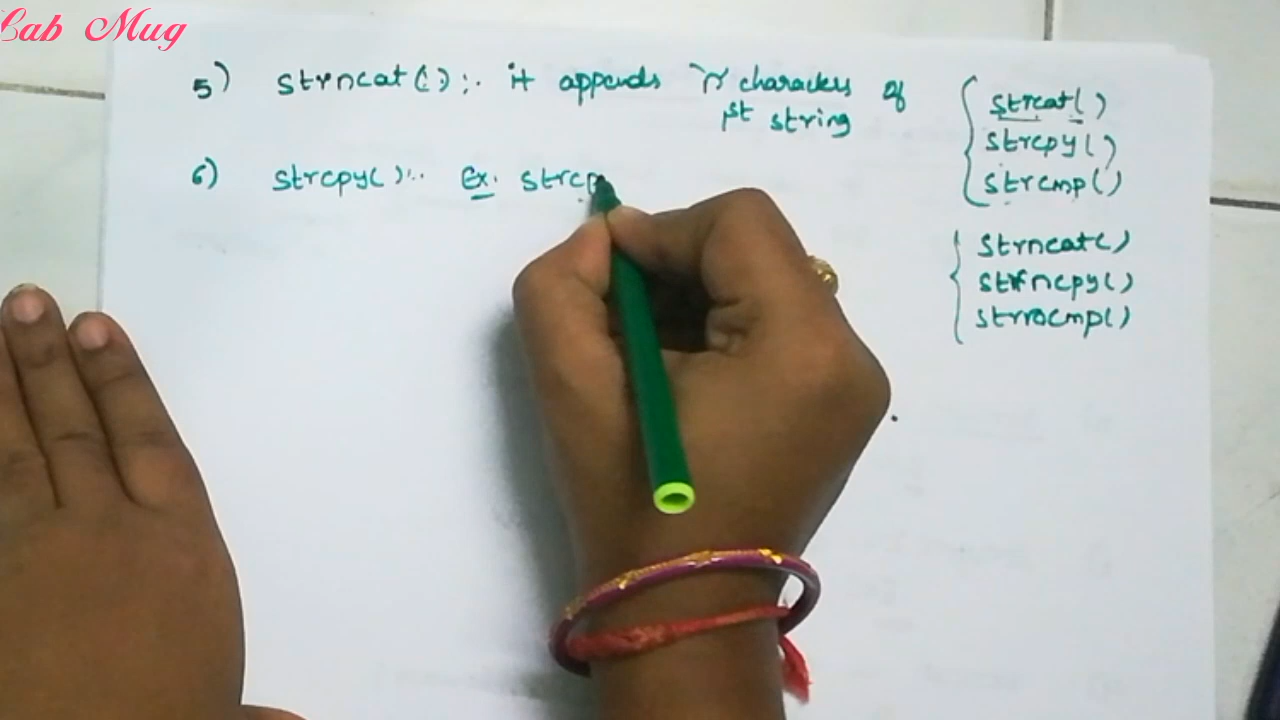 Lab Mug
5) strncat() :- it appends 'n' characters of
1st string
6) strcpy() :- Ex. strcp
strcat()
strcpy()
strcmp()
strncat()
strncpy()
strncmp()